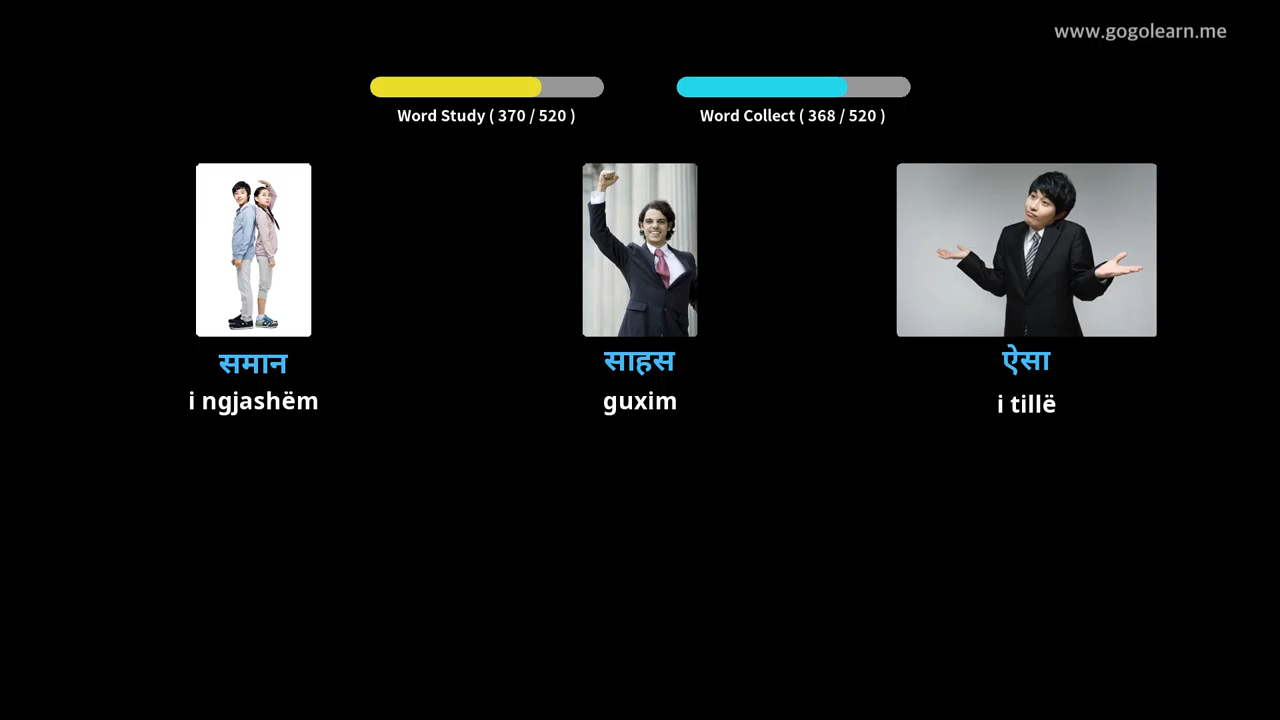 www.gogolearn.me
Word Study ( 370 / 520 )
Word Collect ( 368 / 520 )
समान
साहस
ऐसा
i ngjashëm
guxim
i tillë